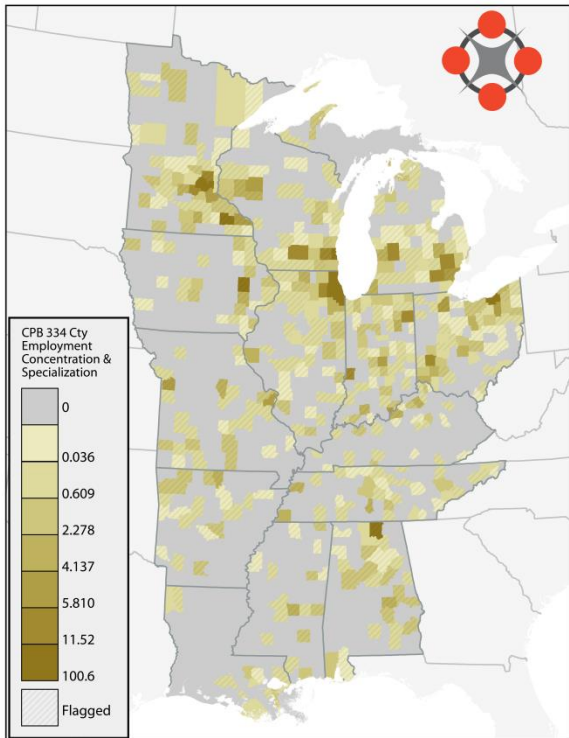 CPB 334 Cty
Employment
Concentration &
Specialization
0
0.036
0.609
2.278
4.137
5.810
11.52
100.6
Flagged